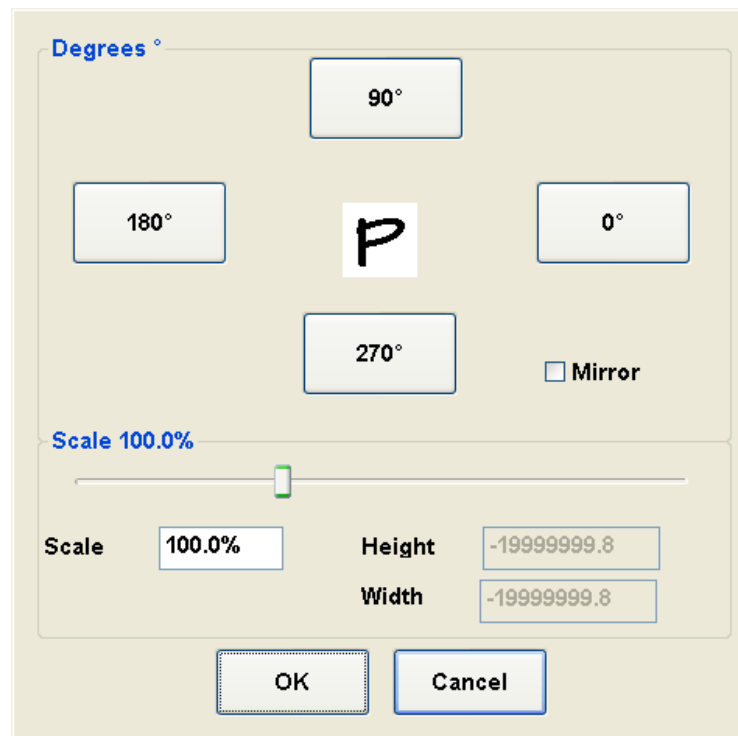 Degrees °
90°
180°
P
0°
270°
Mirror
Scale 100.0%
Scale 100.0% Height -19999999.8
Width -19999999.8
OK Cancel